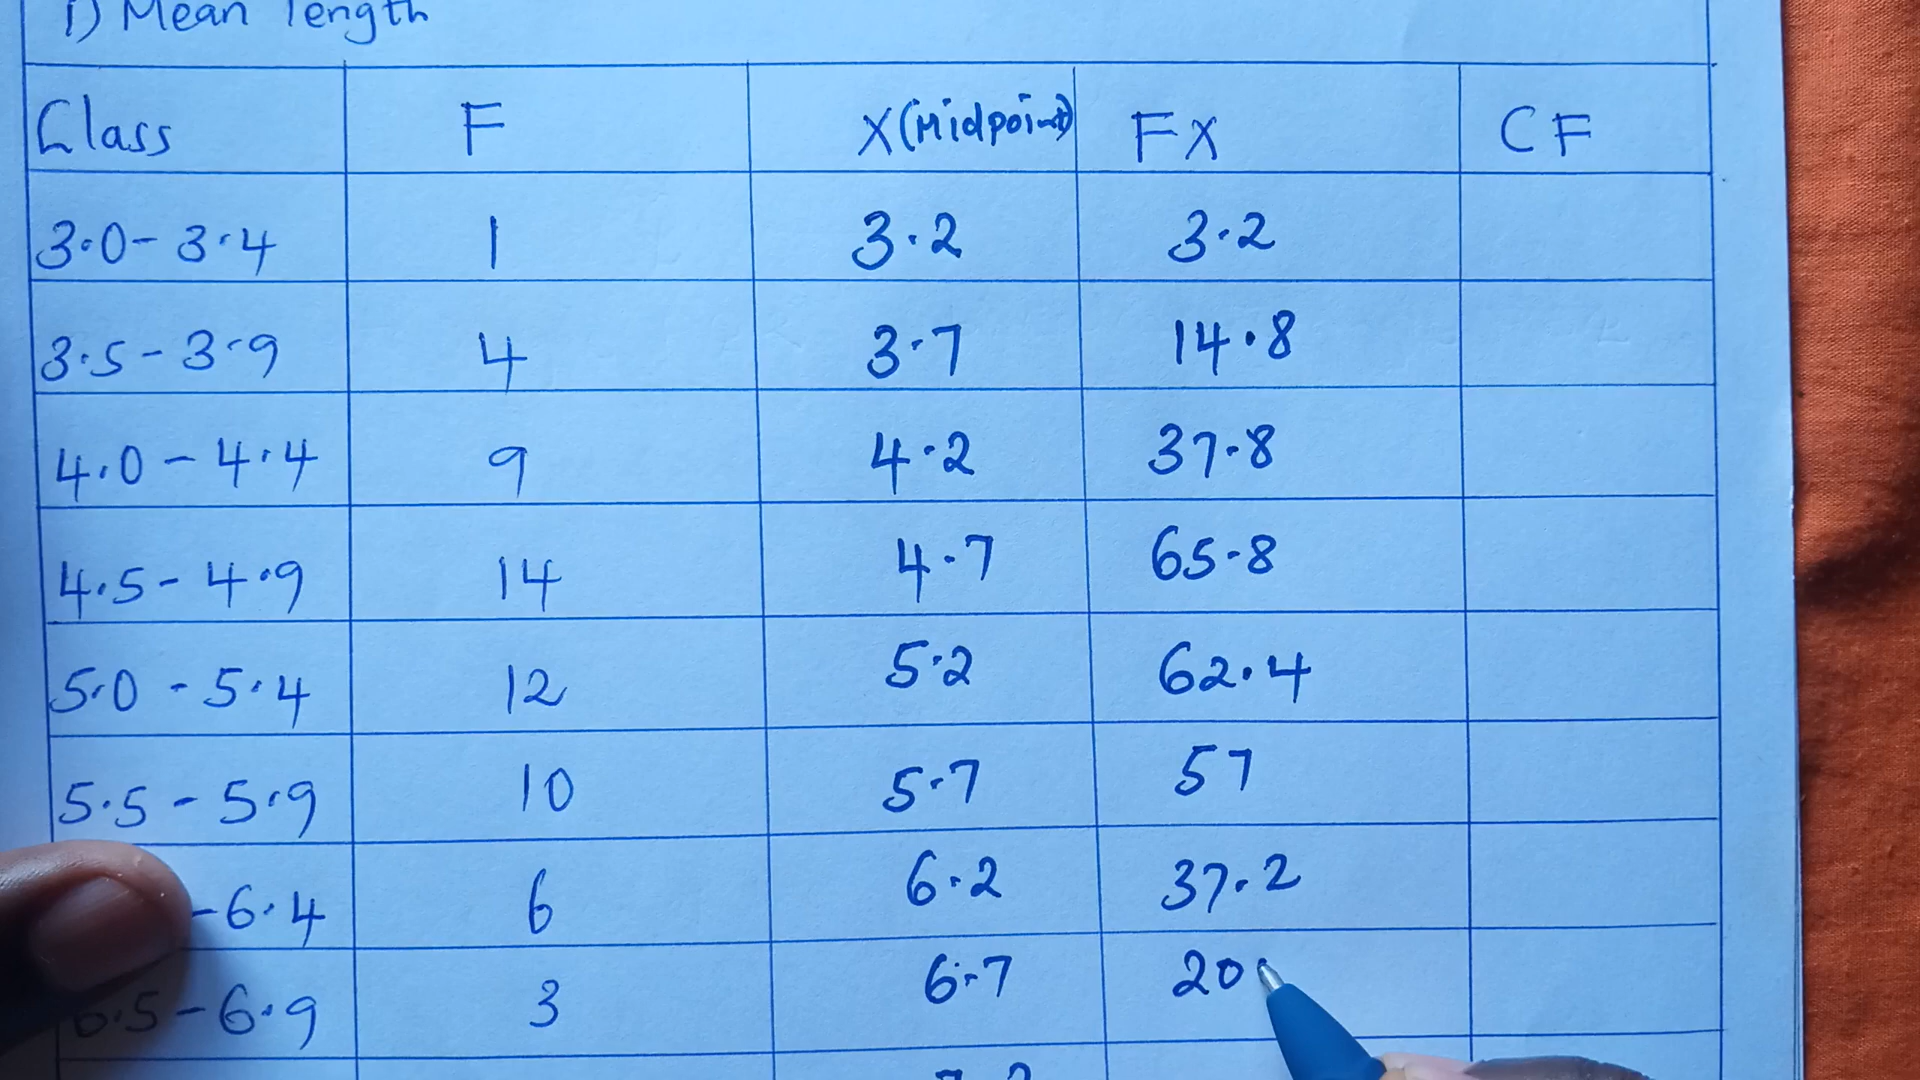 1) Mean length
Class F X(Midpoint) FX CF
3.0 - 3.4 1 3.2 3.2
3.5 - 3.9 4 3.7 14.8
4.0 - 4.4 9 4.2 37.8
4.5 - 4.9 14 4.7 65.8
5.0 - 5.4 12 5.2 62.4
5.5 - 5.9 10 5.7 57
- 6.4 6 6.2 37.2
6.5 - 6.9 3 6.7 20